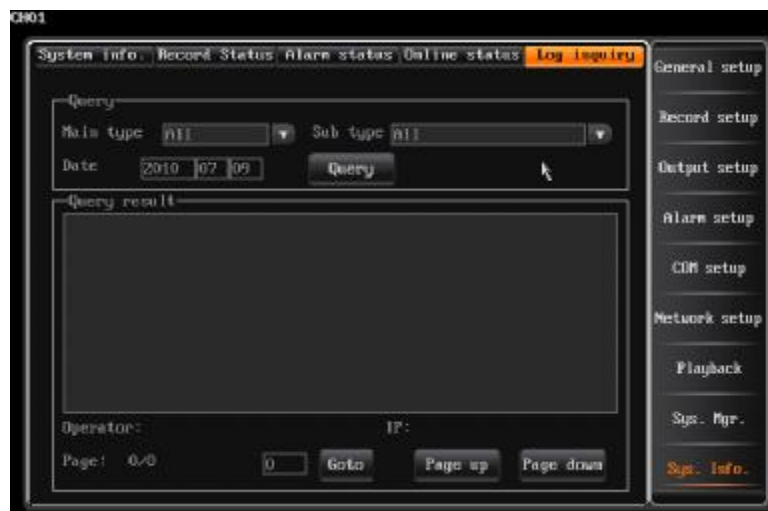 CH01
System info. Record Status Alarm status Online status Log inquiry
Query
Main type All Sub type All
Date 2010 07 09 Query
Query result
Operator: IP:
Page: 0/0 0 Goto Page up Page down
General setup
Record setup
Output setup
Alarm setup
COM setup
Network setup
Playback
Sys. Mgr.
Sys. Info.